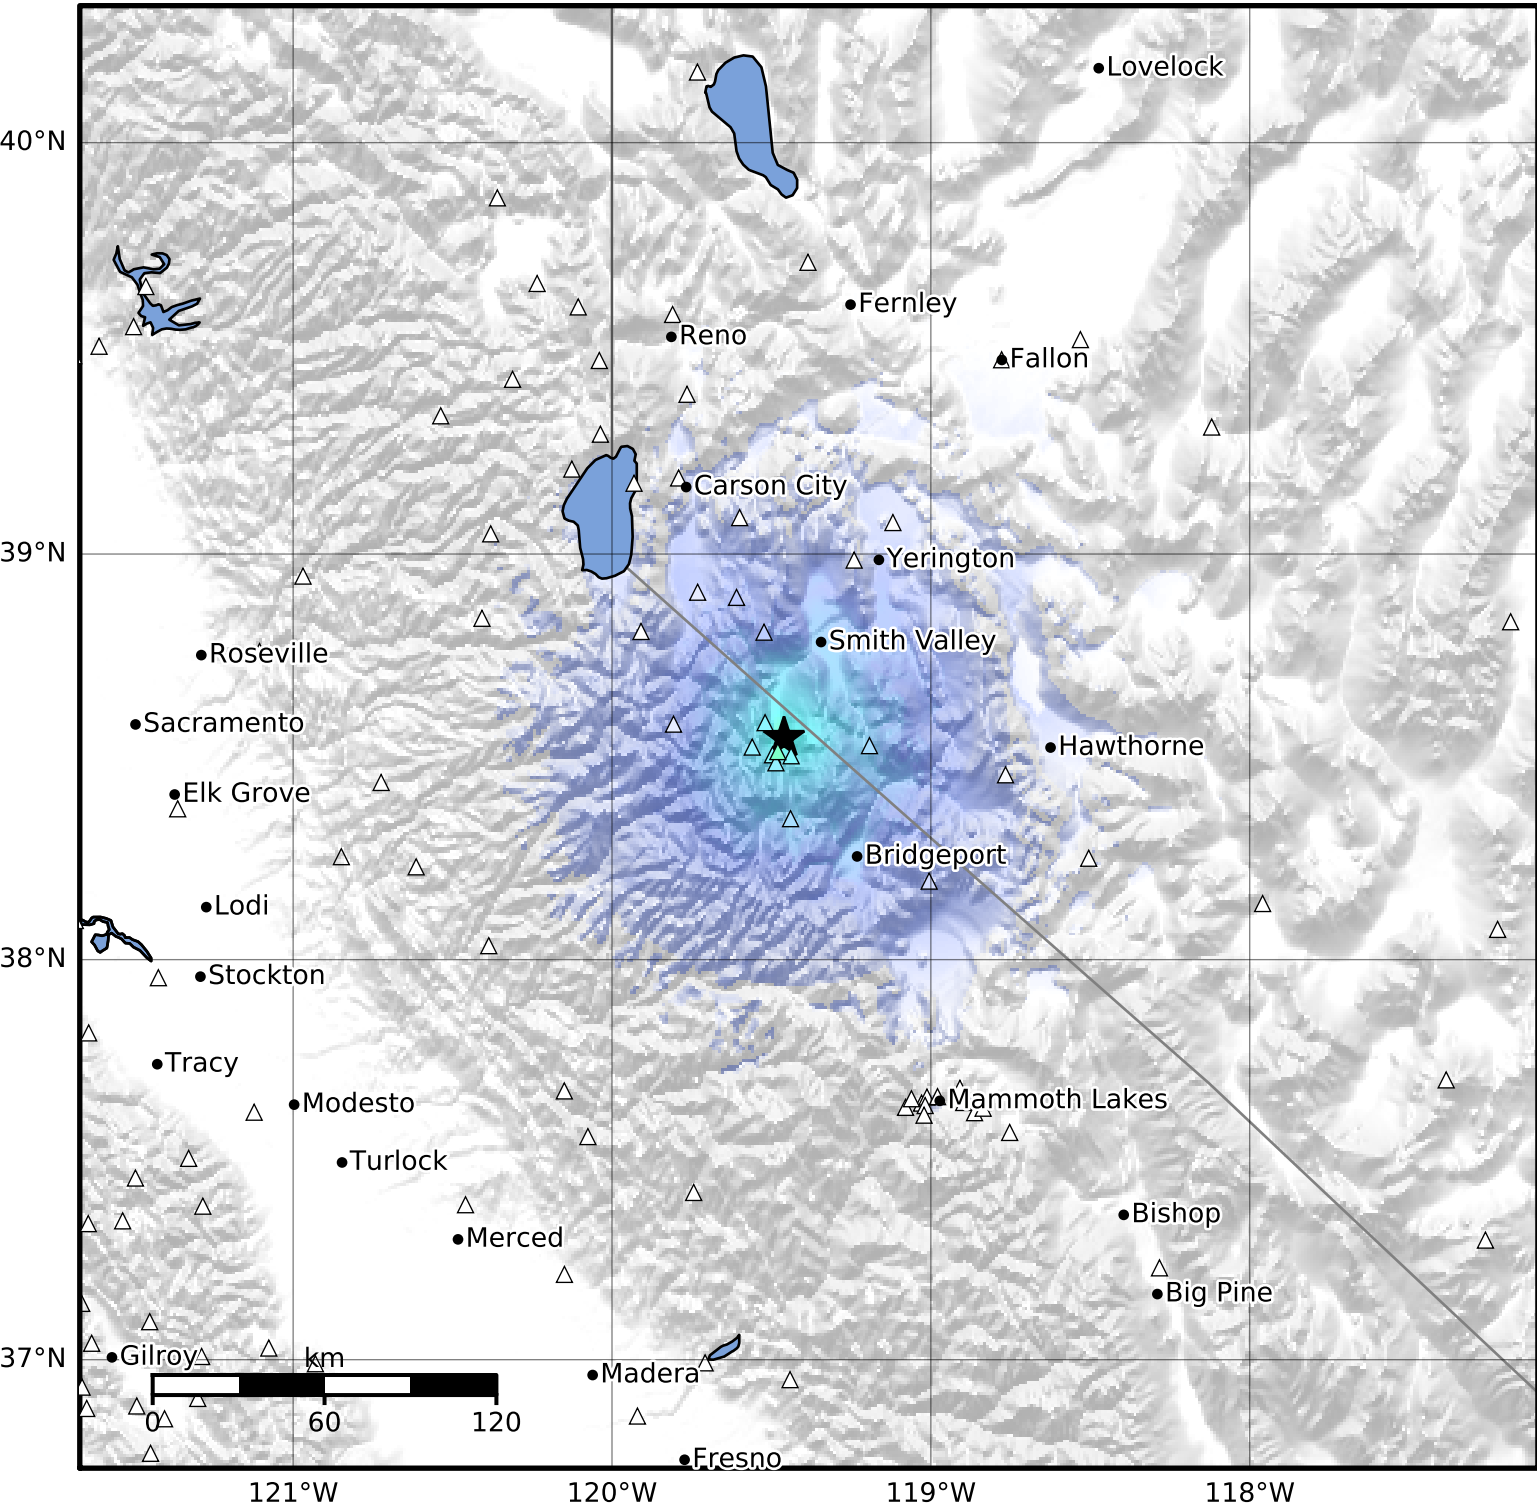 Lovelock
40°N
Fernley
Reno
Fallon
Carson City
39°N
Yerington
Smith Valley
Roseville
Sacramento
Hawthorne
Elk Grove
Bridgeport
Lodi
38°N
Stockton
Tracy
Mammoth Lakes
Modesto
Turlock
Bishop
Merced
Big Pine
37°N
Gilroy
km
Madera
0 60 120
Fresno
121°W 120°W 119°W 118°W